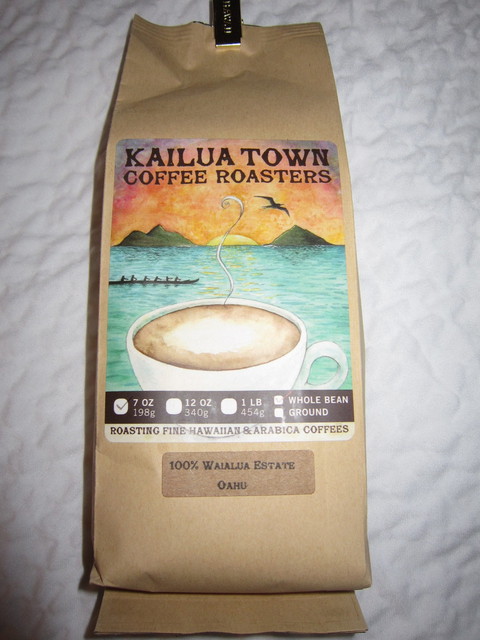 KAILUA TOWN
COFFEE ROASTERS
7 OZ 12 OZ 1 LB WHOLE BEAN
198g 340g 454g GROUND
ROASTING FINE HAWAIIAN & ARABICA COFFEES
100% WAIALUA ESTATE
OAHU